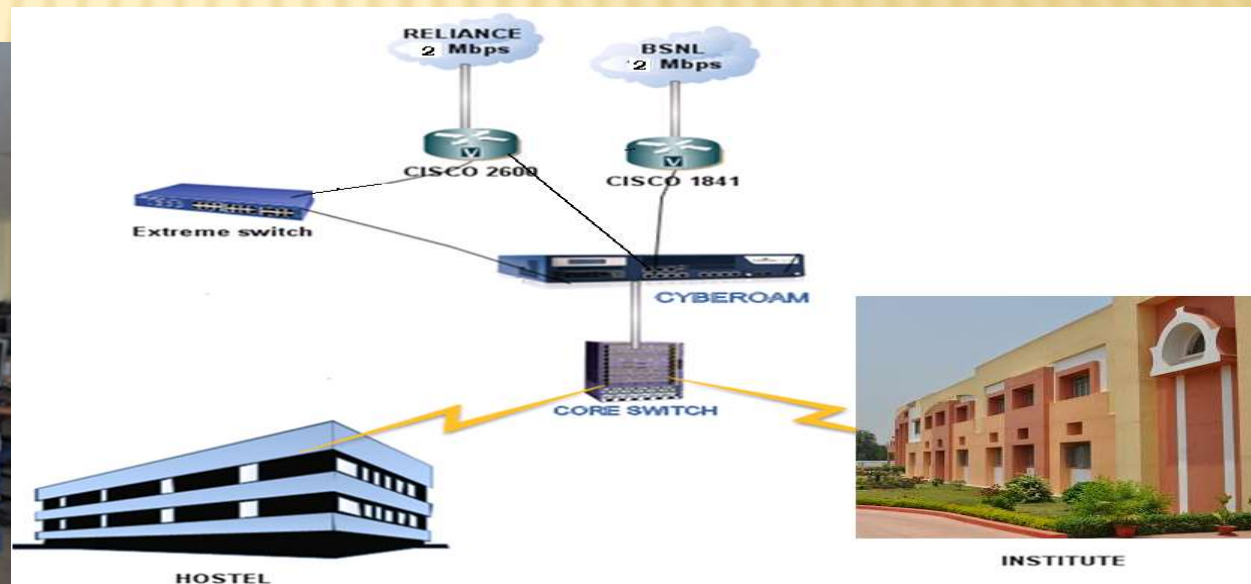 RELIANCE
2 Mbps
BSNL
2 Mbps
CISCO 2600
CISCO 1841
Extreme switch
CYBEROAM
CORE SWITCH
HOSTEL
INSTITUTE